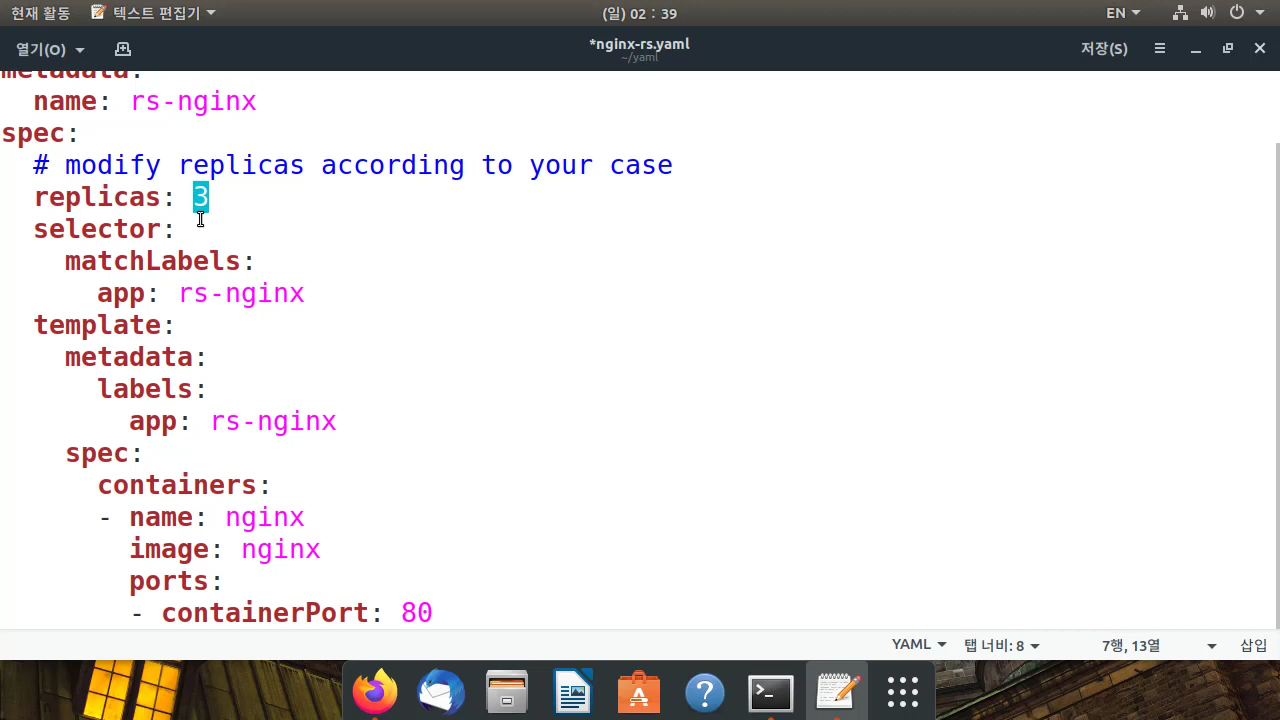 현재 활동 텍스트 편집기 (일) 02 : 39 EN
열기(O) *nginx-rs.yaml 저장(S)
~/yaml
metadata:
  name: rs-nginx
spec:
  # modify replicas according to your case
  replicas: 3
  selector:
    matchLabels:
      app: rs-nginx
  template:
    metadata:
      labels:
        app: rs-nginx
    spec:
      containers:
      - name: nginx
        image: nginx
        ports:
        - containerPort: 80
YAML 탭 너비: 8 7행, 13열 삽입